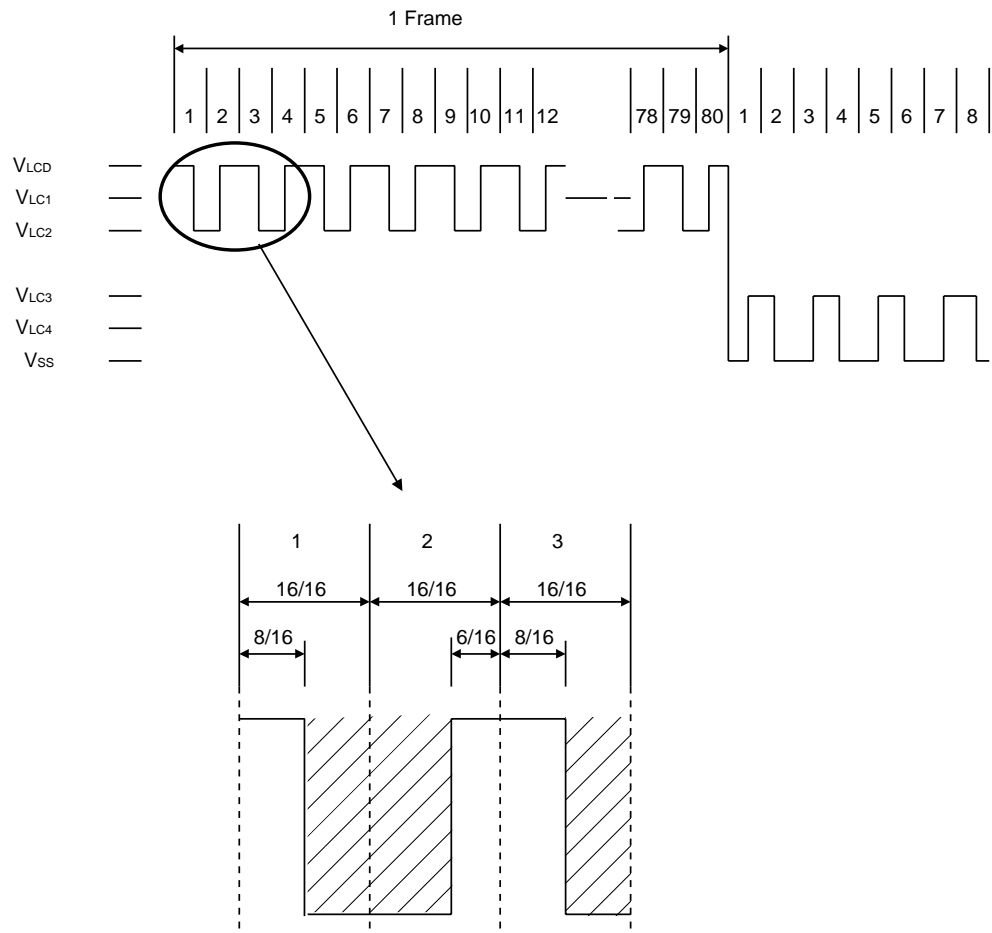 1 Frame
1 2 3 4 5 6 7 8 9 10 11 12 78 79 80 1 2 3 4 5 6 7 8
VLCD
VLC1
VLC2
VLC3
VLC4
VSS
1 2 3
16/16 16/16 16/16
8/16 6/16 8/16